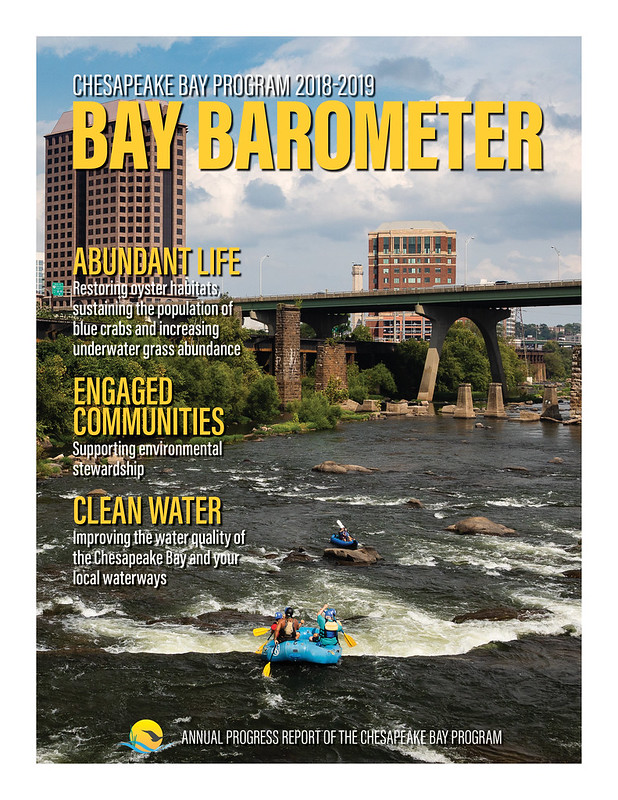 CHESAPEAKE BAY PROGRAM 2018-2019
BAY BAROMETER
ABUNDANT LIFE
Restoring oyster habitats,
sustaining the population of
blue crabs and increasing
underwater grass abundance
ENGAGED
COMMUNITIES
Supporting environmental
stewardship
CLEAN WATER
Improving the water quality of
the Chesapeake Bay and your
local waterways
ANNUAL PROGRESS REPORT OF THE CHESAPEAKE BAY PROGRAM